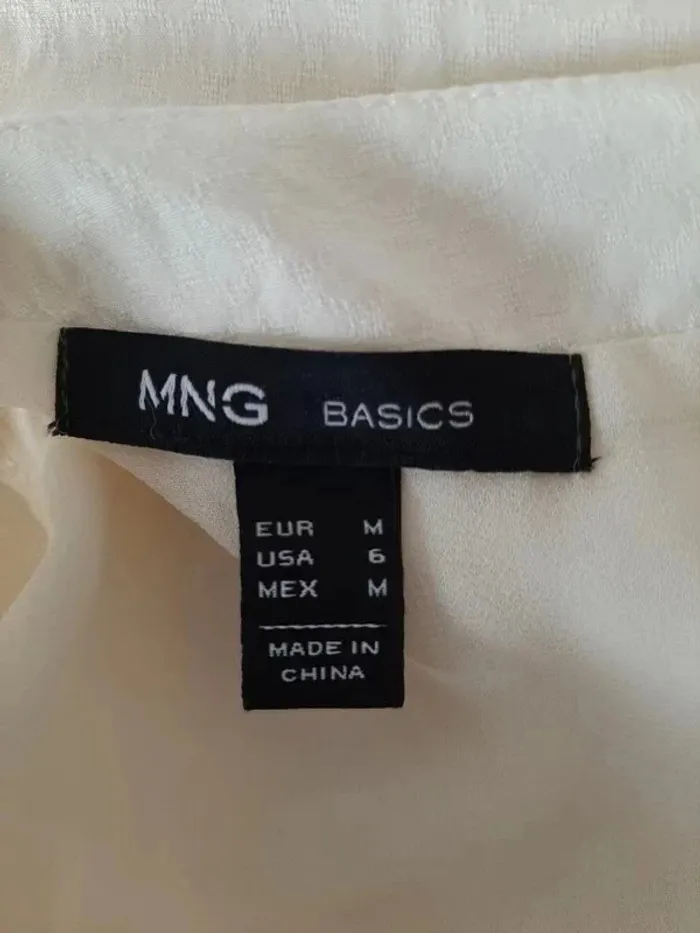 MNG BASICS
EUR M
USA 6
MEX M
MADE IN
CHINA